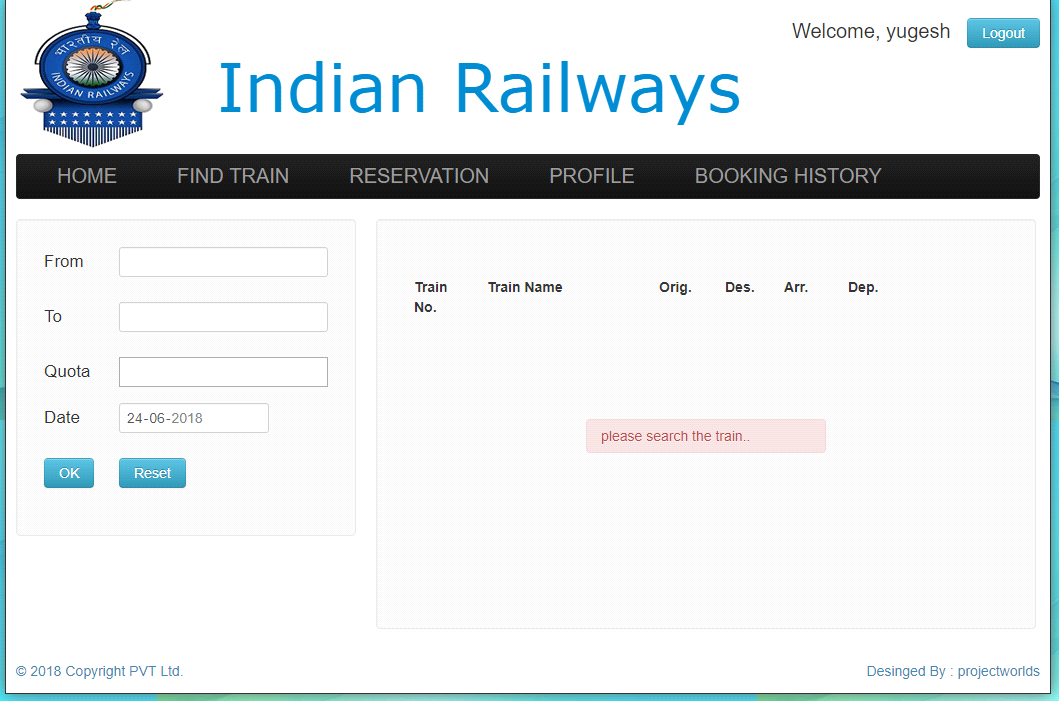 भारतीय रेल
INDIAN RAILWAYS
Indian Railways
Welcome, yugesh
Logout
HOME FIND TRAIN RESERVATION PROFILE BOOKING HISTORY
From
To
Quota
Date 24-06-2018
OK Reset
Train Train Name Orig. Des. Arr. Dep.
No.
please search the train..
© 2018 Copyright PVT Ltd.
Desinged By : projectworlds